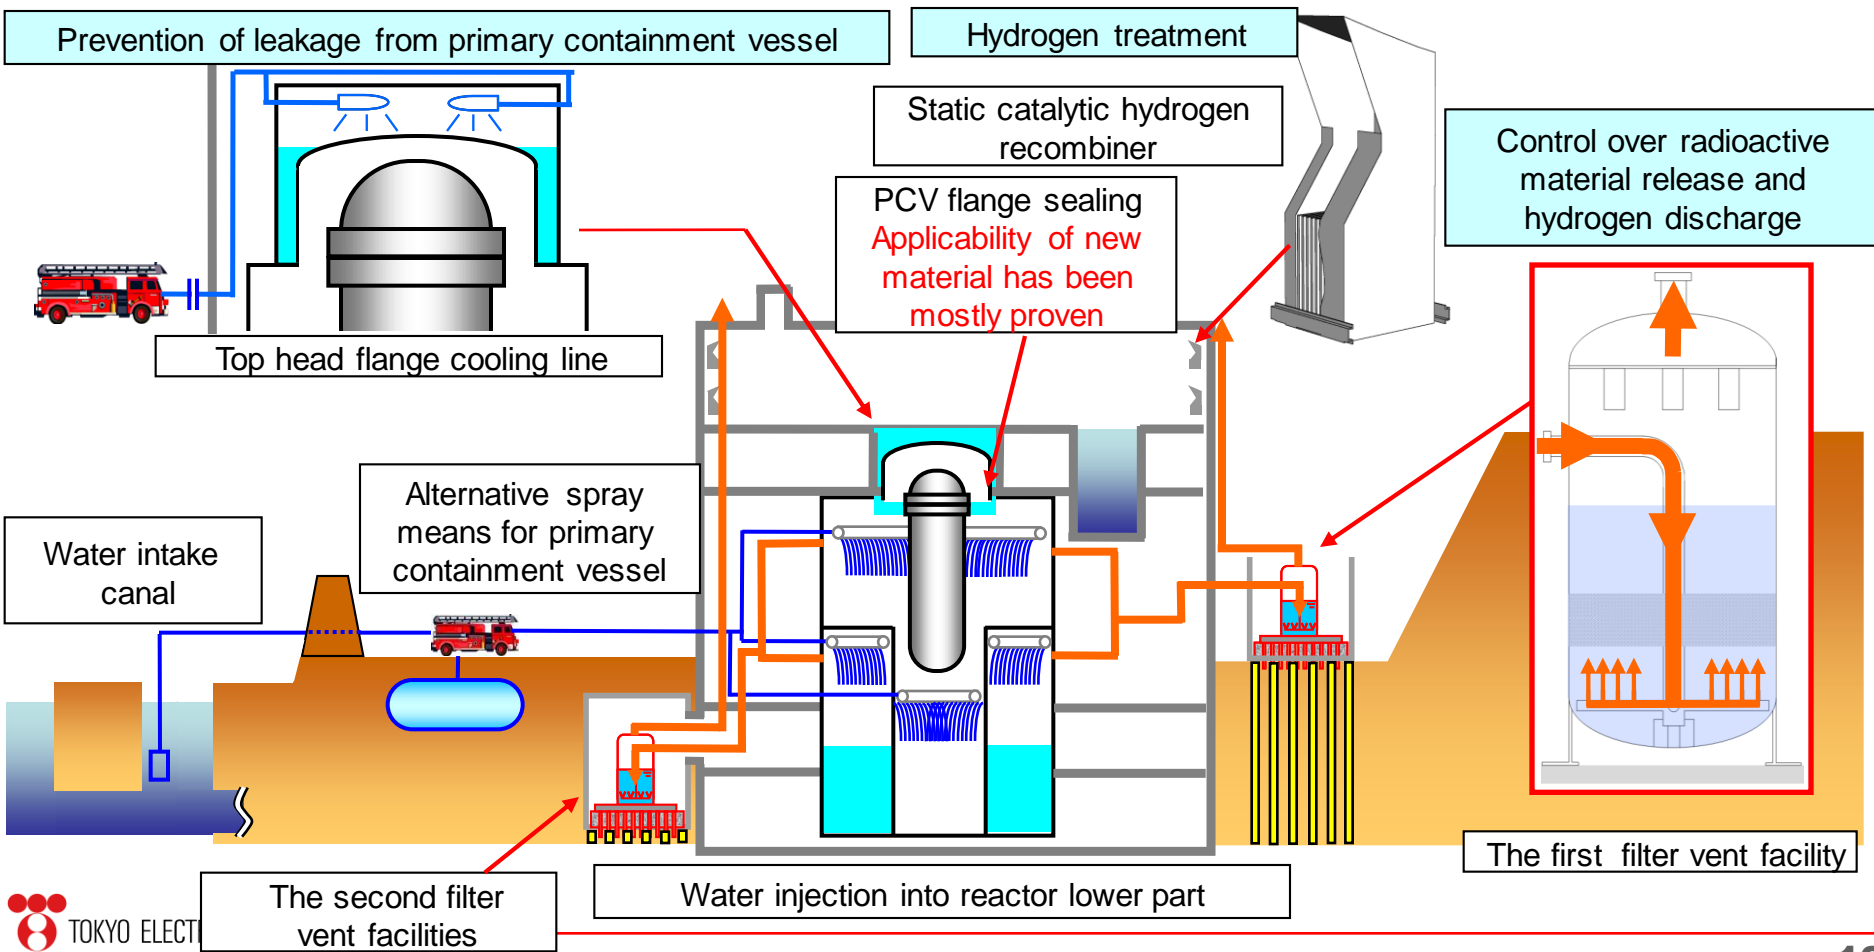 Prevention of leakage from primary containment vessel
Hydrogen treatment
Static catalytic hydrogen
recombiner
Control over radioactive
material release and
hydrogen discharge
PCV flange sealing
Applicability of new
material has been
mostly proven
Top head flange cooling line
Alternative spray
means for primary
containment vessel
Water intake
canal
The first filter vent facility
Water injection into reactor lower part
The second filter
vent facilities
TOKYO